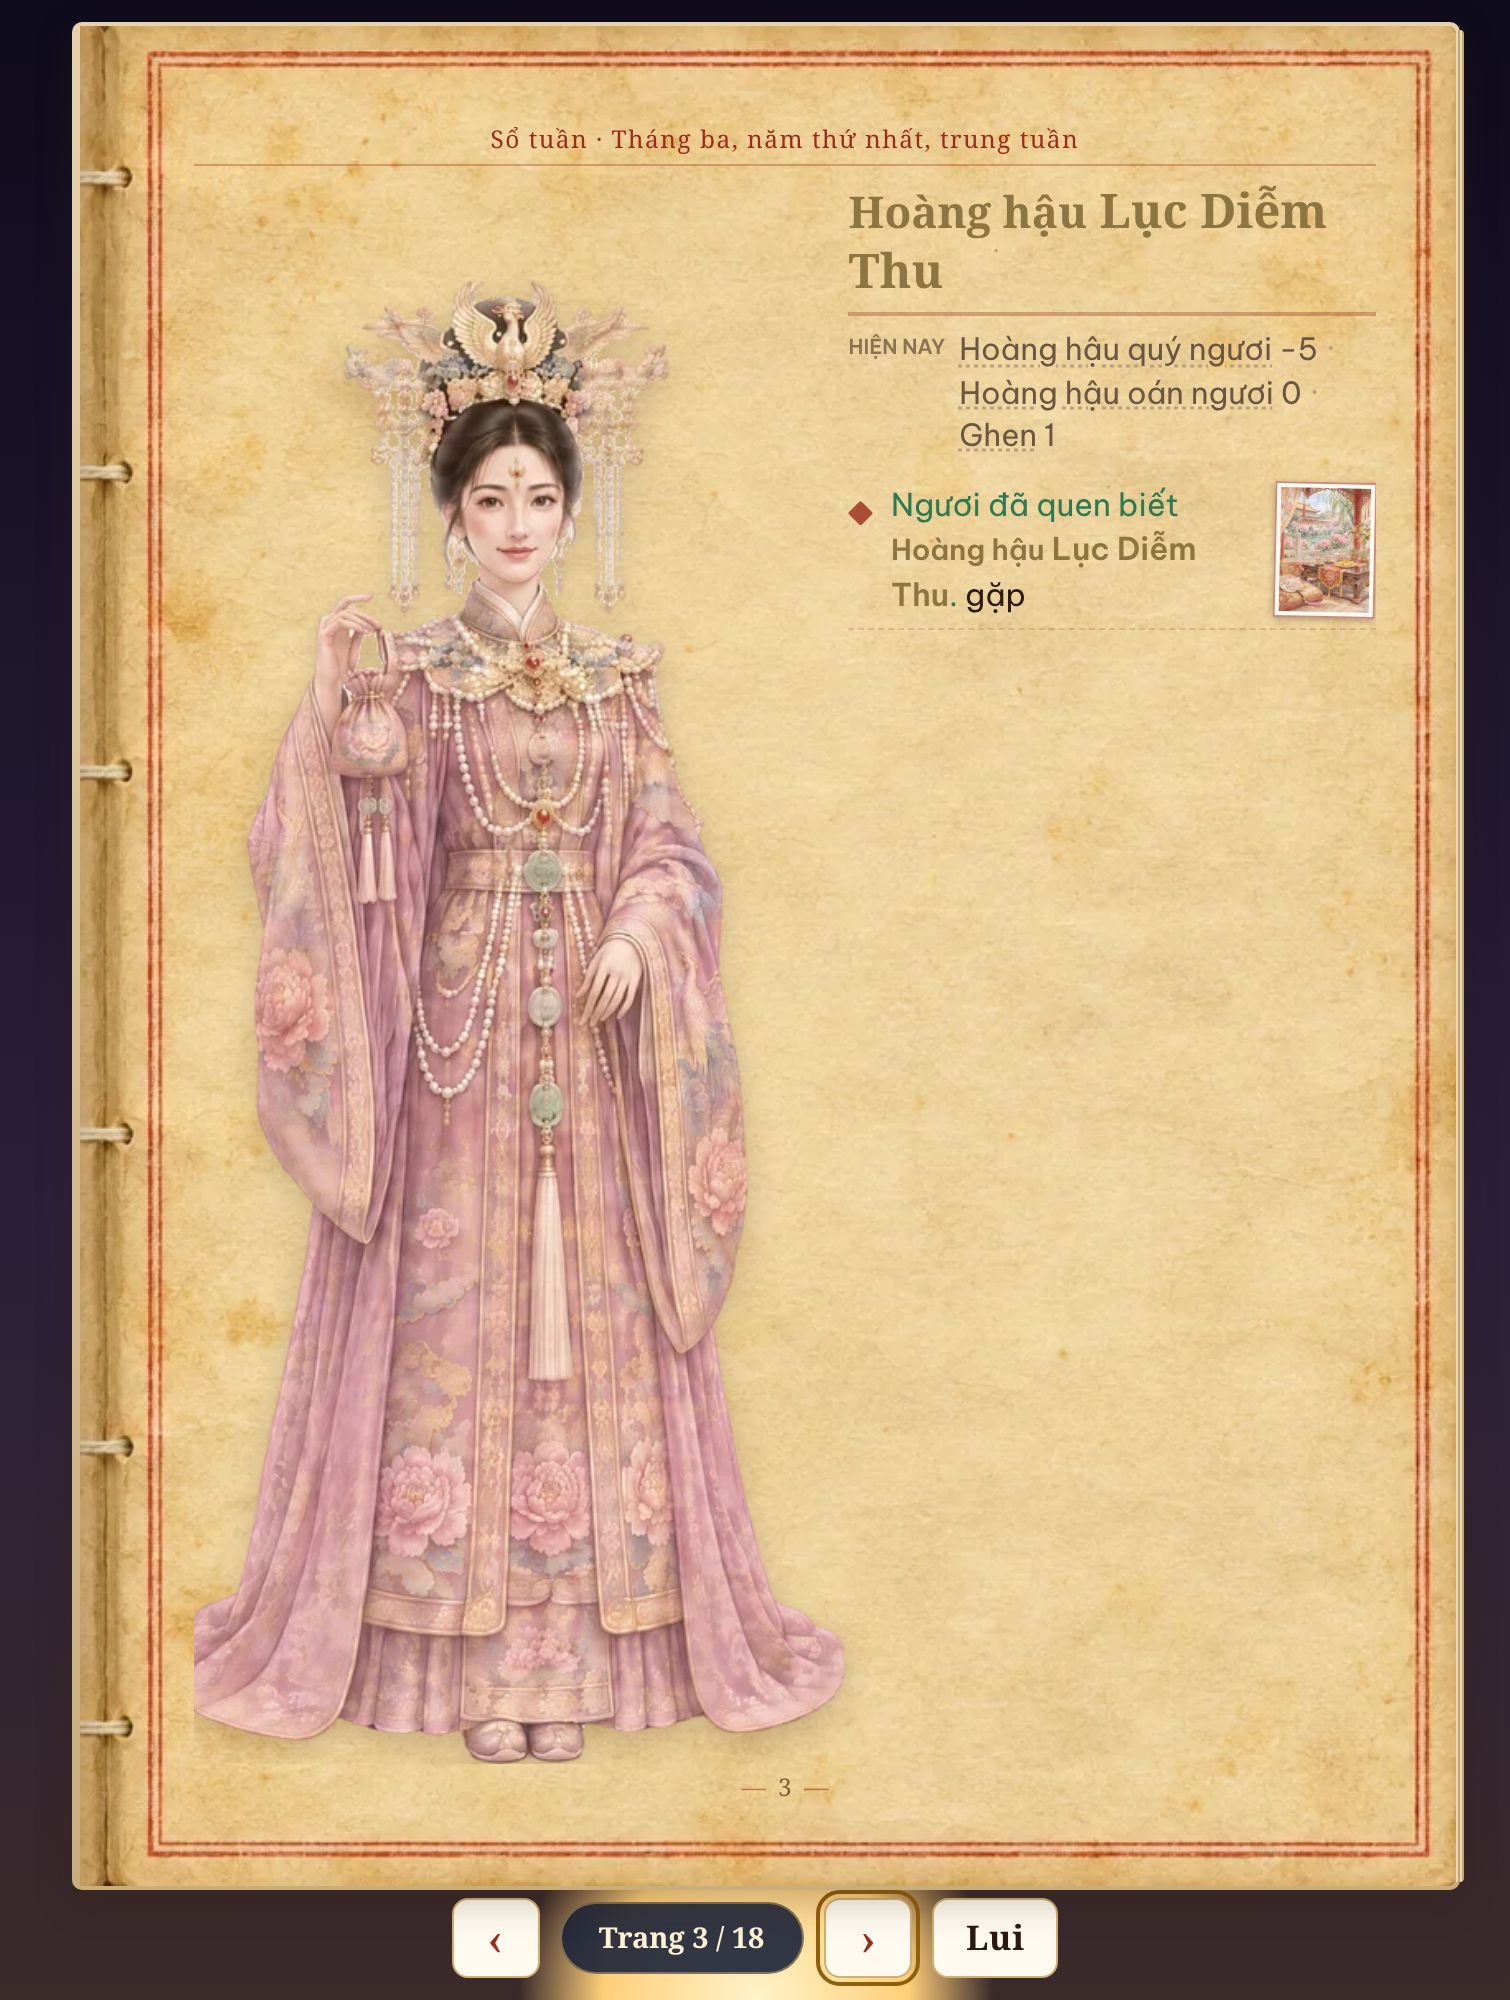 Sổ tuần · Tháng ba, năm thứ nhất, trung tuần
Hoàng hậu Lục Diễm
Thu
HIỆN NAY Hoàng hậu quý ngươi -5 ·
Hoàng hậu oán ngươi 0 ·
Ghen 1
Ngươi đã quen biết
Hoàng hậu Lục Diễm
Thu. gặp
— 3 —
‹ Trang 3 / 18 › Lui